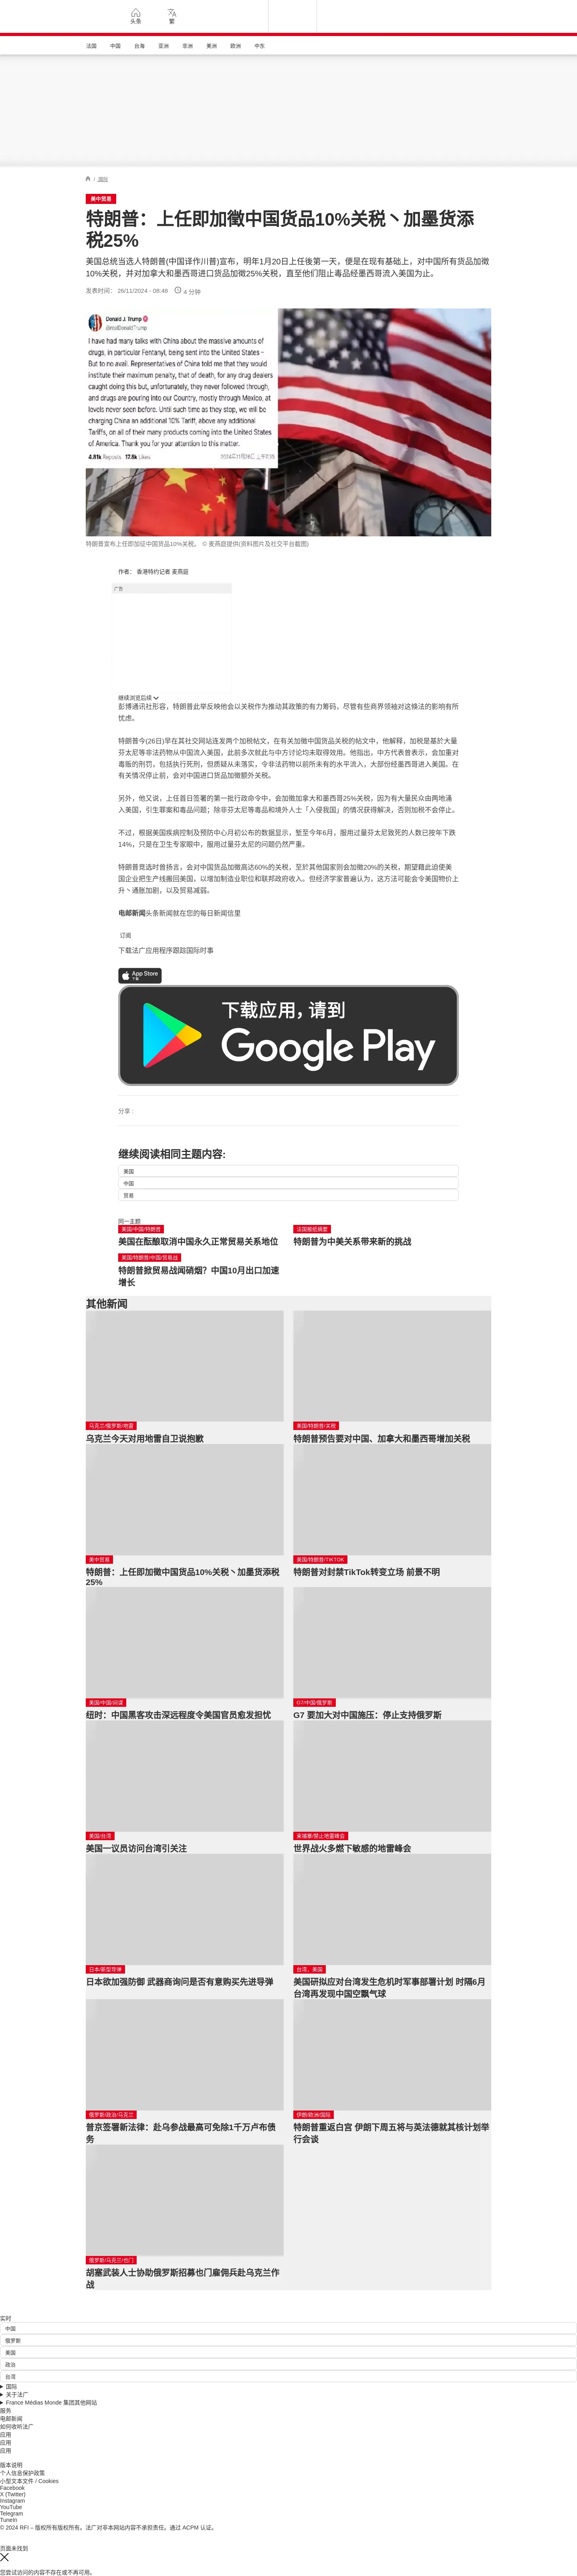 头条
繁
法国
中国
台海
亚洲
非洲
美洲
欧洲
中东
/ 国际
美中贸易
特朗普：上任即加徵中国货品10%关税丶加墨货添
税25%
美国总统当选人特朗普(中国译作川普)宣布，明年1月20日上任後第一天，便是在现有基础上，对中国所有货品加徵
10%关税，并对加拿大和墨西哥进口货品加徵25%关税，直至他们阻止毒品经墨西哥流入美国为止。
发表时间： 26/11/2024 - 08:48
4 分钟
Donald J. Trump
@realDonaldTrump
I have had many talks with China about the massive amounts of
drugs, in particular Fentanyl, being sent into the United States –
But to no avail. Representatives of China told me that they would
institute their maximum penalty, that of death, for any drug dealers
caught doing this but, unfortunately, they never followed through,
and drugs are pouring into our Country, mostly through Mexico, at
levels never seen before. Until such time as they stop, we will be
charging China an additional 10% Tariff, above any additional
Tariffs, on all of their many products coming into the United States
of America. Thank you for your attention to this matter.
4.81k Reposts 17.8k Likes
特朗普宣布上任即加征中国货品10%关税。 © 麦燕庭提供(资料图片及社交平台截图)
作者： 香港特约记者 麦燕庭
广告
继续浏览后续
彭博通讯社形容，特朗普此举反映他会以关税作为推动其政策的有力筹码，尽管有些商界领袖对这條法的影响有所
忧虑。
特朗普今(26日)早在其社交网站连发两个加税帖文，在有关加徵中国货品关税的帖文中，他解释，加税是基於大量
芬太尼等非法药物从中国流入美国，此前多次就此与中方讨论均未取得效用。他指出，中方代表曾表示，会加重对
毒贩的刑罚，包括执行死刑，但质疑从未落实，令非法药物以前所未有的水平流入，大部份经墨西哥进入美国。在
有关情况停止前，会对中国进口货品加徵额外关税。
另外，他又说，上任首日签署的第一批行政命令中，会加徵加拿大和墨西哥25%关税，因为有大量民众由两地涌
入美国，引生罪案和毒品问题；除非芬太尼等毒品和境外人士「入侵我国」的情况获得解决，否则加税不会停止。
不过，根据美国疾病控制及预防中心月初公布的数据显示，暂至今年6月，服用过量芬太尼致死的人数已按年下跌
14%，只是在卫生专家眼中，服用过量芬太尼的问题仍然严重。
特朗普竞选时曾扬言，会对中国货品加徵高达60%的关税，至於其他国家则会加徵20%的关税，期望藉此迫使美
国企业把生产线搬回美国，以增加制造业职位和联邦政府收入。但经济学家普遍认为，这方法可能会令美国物价上
升丶通胀加剧，以及贸易减弱。
电邮新闻头条新闻就在您的每日新闻信里
订阅
下载法广应用程序跟踪国际时事
App Store
下载
下载应用，请到
Google Play
分享 :
继续阅读相同主题内容:
美国
中国
贸易
同一主题
美国/中国/特朗普
美国在酝酿取消中国永久正常贸易关系地位
法国报纸摘要
特朗普为中美关系带来新的挑战
美国/特朗普/中国/贸易战
特朗普掀贸易战闻硝烟？中国10月出口加速
增长
其他新闻
乌克兰/俄罗斯/地雷
乌克兰今天对用地雷自卫说抱歉
美国/特朗普/关税
特朗普预告要对中国、加拿大和墨西哥增加关税
美中贸易
特朗普：上任即加徵中国货品10%关税丶加墨货添税
25%
美国/特朗普/TIKTOK
特朗普对封禁TikTok转变立场 前景不明
美国/中国/间谍
纽时：中国黑客攻击深远程度令美国官员愈发担忧
G7/中国/俄罗斯
G7 要加大对中国施压：停止支持俄罗斯
美国/台湾
美国一议员访问台湾引关注
柬埔寨/禁止地雷峰会
世界战火多燃下敏感的地雷峰会
日本/新型导弹
日本欲加强防御 武器商询问是否有意购买先进导弹
台湾、美国
美国研拟应对台湾发生危机时军事部署计划 时隔6月
台湾再发现中国空飘气球
俄罗斯/政治/乌克兰
普京签署新法律：赴乌参战最高可免除1千万卢布债
务
伊朗/欧洲/国际
特朗普重返白宫 伊朗下周五将与英法德就其核计划举
行会谈
俄罗斯/乌克兰/也门
胡塞武装人士协助俄罗斯招募也门雇佣兵赴乌克兰作
战
实时
中国
俄罗斯
美国
政治
台湾
国际
关于法广
France Médias Monde 集团其他网站
服务
电邮新闻
如何收听法广
应用
应用
应用
版本说明
个人信息保护政策
小型文本文件 / Cookies
Facebook
X (Twitter)
Instagram
YouTube
Telegram
TuneIn
© 2024 RFI – 版权所有版权所有。法广对非本网站内容不承担责任。通过 ACPM 认证。
页面未找到
您尝试访问的内容不存在或不再可用。